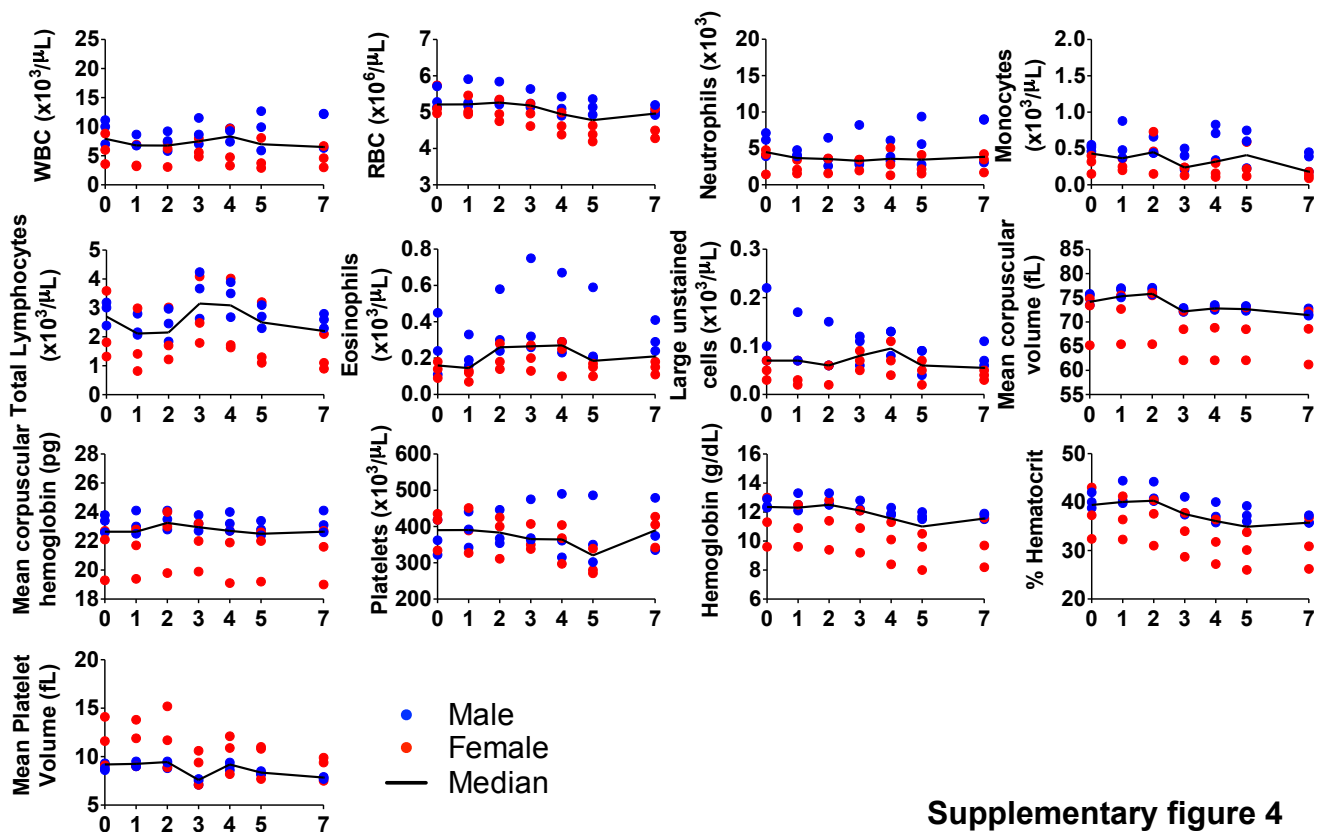 WBC (x10³/µL)
25
20
15
10
5
0
0 1 2 3 4 5 7
RBC (x10⁶/µL)
7
6
5
4
3
0 1 2 3 4 5 7
Neutrophils (x10³)
20
15
10
5
0
0 1 2 3 4 5 7
Monocytes
(x10³/µL)
2.0
1.5
1.0
0.5
0.0
0 1 2 3 4 5 7
Total Lymphocytes
(x10³/µL)
5
4
3
2
1
0
0 1 2 3 4 5 7
Eosinophils
(x10³/µL)
0.8
0.6
0.4
0.2
0.0
0 1 2 3 4 5 7
Large unstained
cells (x10³/µL)
0.3
0.2
0.1
0.0
0 1 2 3 4 5 7
Mean corpuscular
volume (fL)
85
80
75
70
65
60
55
0 1 2 3 4 5 7
Mean corpuscular
hemoglobin (pg)
28
26
24
22
20
18
0 1 2 3 4 5 7
Platelets (x10³/µL)
600
500
400
300
200
0 1 2 3 4 5 7
Hemoglobin (g/dL)
16
14
12
10
8
6
0 1 2 3 4 5 7
% Hematocrit
50
40
30
20
0 1 2 3 4 5 7
Mean Platelet
Volume (fL)
20
15
10
5
0 1 2 3 4 5 7
Male
Female
Median
Supplementary figure 4